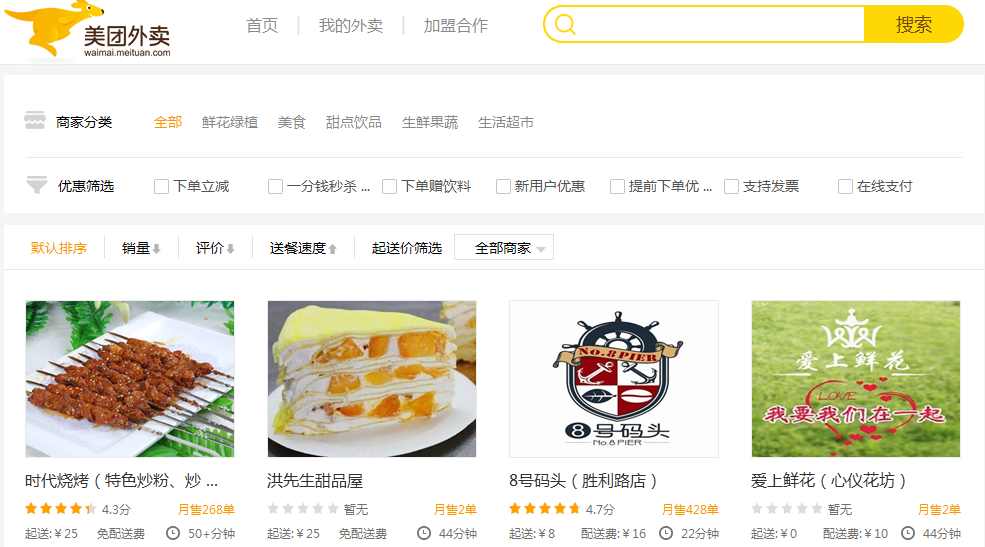 美团外卖
waimai.meituan.com
首页 我的外卖 加盟合作
搜索
商家分类 全部 鲜花绿植 美食 甜点饮品 生鲜果蔬 生活超市
优惠筛选 下单立减 一分钱秒杀 ... 下单赠饮料 新用户优惠 提前下单优 ... 支持发票 在线支付
默认排序 销量 评价 送餐速度 起送价筛选 全部商家
No.8 PIER
8号码头
No.8 PIER
爱上鲜花
LOVE
我要我们在一起
时代烧烤（特色炒粉、炒 ...
4.3分 月售268单
起送:￥25 免配送费 50+分钟
洪先生甜品屋
暂无 月售2单
起送:￥25 免配送费 44分钟
8号码头（胜利路店）
4.7分 月售428单
起送:￥8 配送费:￥16 22分钟
爱上鲜花（心仪花坊）
暂无 月售2单
起送:￥0 配送费:￥10 44分钟